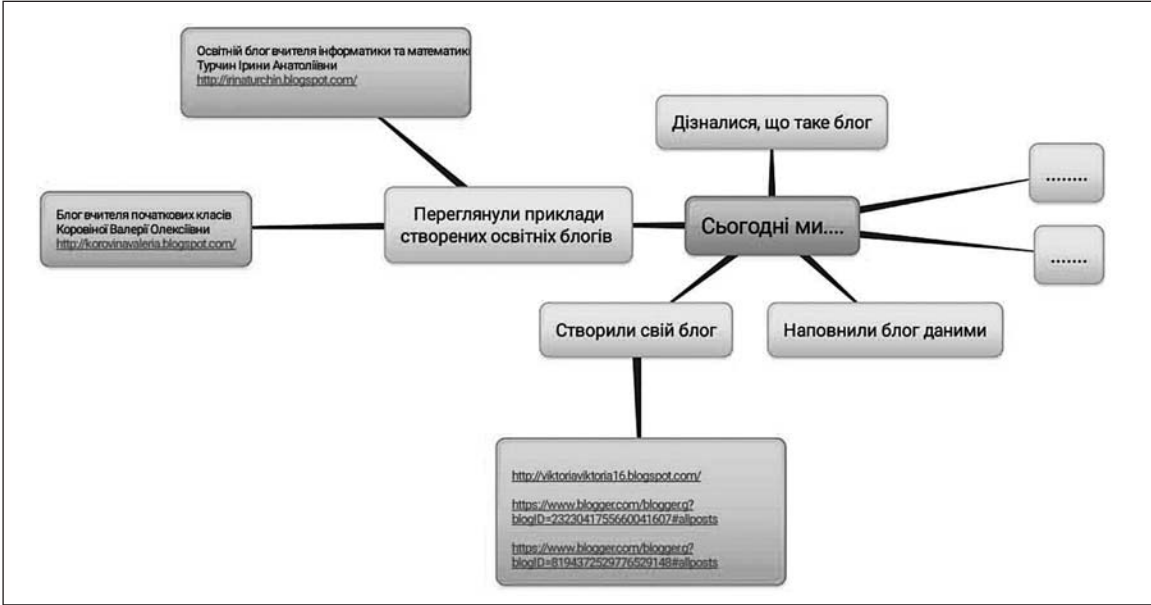 Освітній блог вчителя інформатики та математики
Турчин Ірини Анатоліївни
http://irinaturchin.blogspot.com/
Дізналися, що таке блог
........
Блог вчителя початкових класів
Коровіної Валерії Олексіївни
http://korovinavaleria.blogspot.com/
Переглянули приклади
створених освітніх блогів
Сьогодні ми....
.......
Створили свій блог
Наповнили блог даними
http://viktoriaviktoria16.blogspot.com/
https://www.blogger.com/blogger.g?
blogID=2323041755660041607#allposts
https://www.blogger.com/blogger.g?
blogID=8194372529776529148#allposts